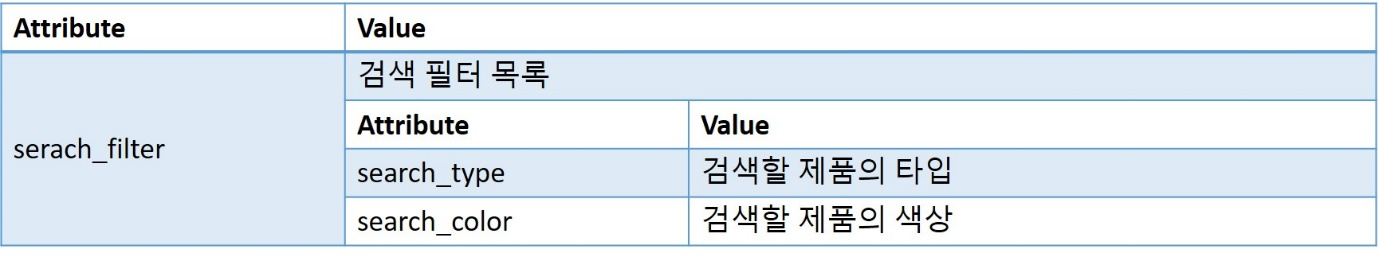 Attribute Value
검색 필터 목록
Attribute Value
serach_filter
search_type 검색할 제품의 타입
search_color 검색할 제품의 색상